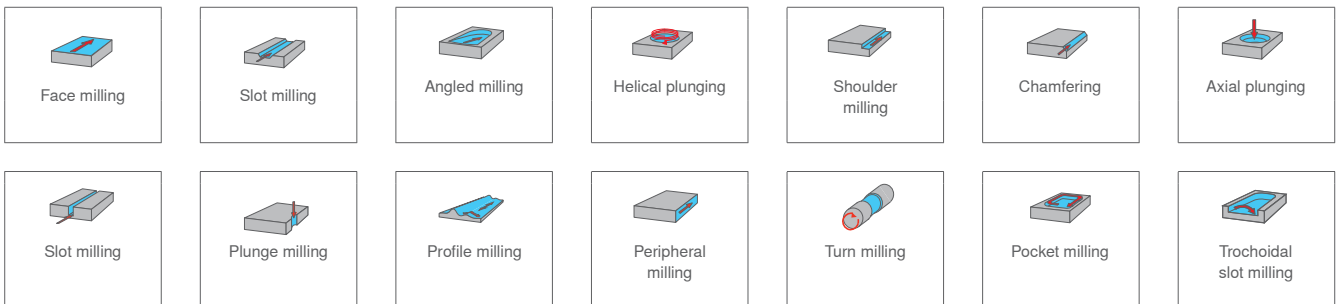 Face milling
Slot milling
Angled milling
Helical plunging
Shoulder
milling
Chamfering
Axial plunging
Slot milling
Plunge milling
Profile milling
Peripheral
milling
Turn milling
Pocket milling
Trochoidal
slot milling